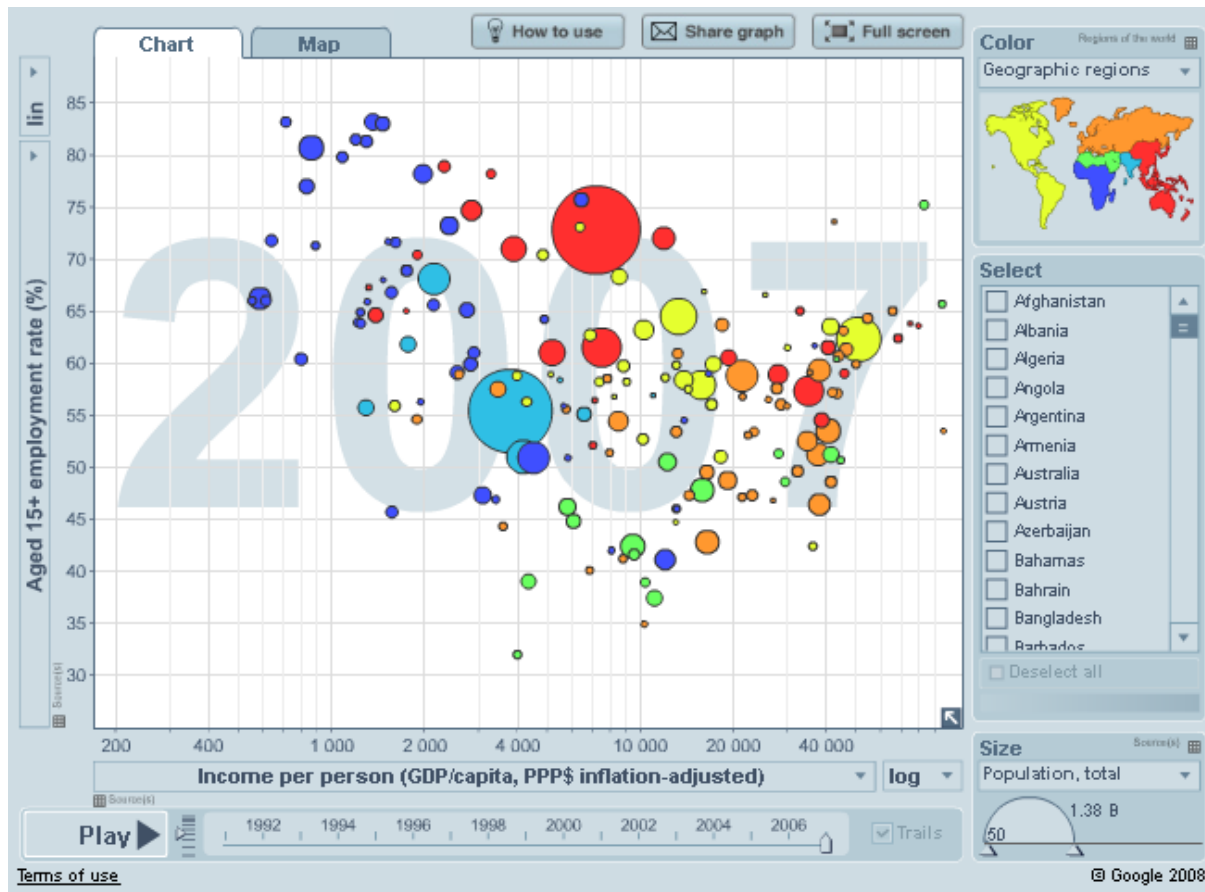 Chart
Map
How to use
Share graph
Full screen
Color
Regions of the world
Geographic regions
lin
Aged 15+ employment rate (%)
Source(s)
85
80
75
70
65
60
55
50
45
40
35
30
2007
200
400
1 000
2 000
4 000
10 000
20 000
40 000
Income per person (GDP/capita, PPP$ inflation-adjusted)
log
Source(s)
Select
Afghanistan
Albania
Algeria
Angola
Argentina
Armenia
Australia
Austria
Azerbaijan
Bahamas
Bahrain
Bangladesh
Barbados
Deselect all
Size
Source(s)
Population, total
1.38 B
50
Play
1992
1994
1996
1998
2000
2002
2004
2006
Trails
Terms of use
© Google 2008